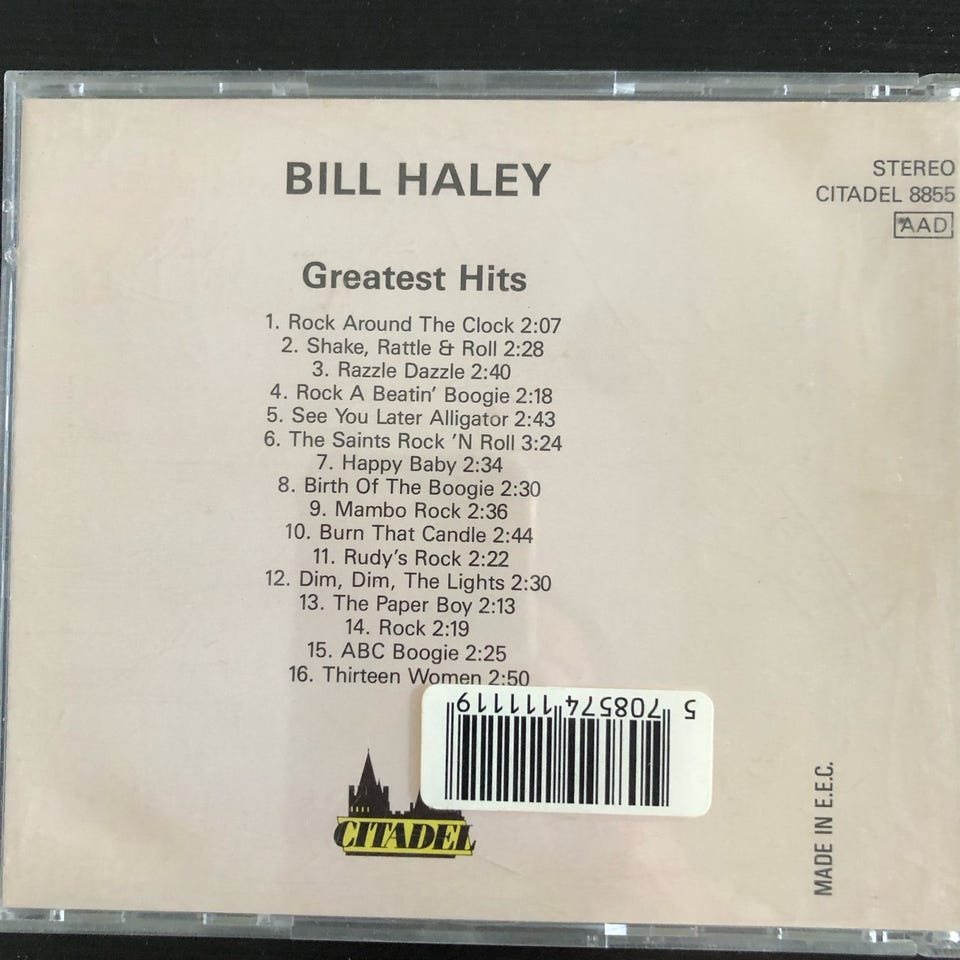 BILL HALEY
STEREO
CITADEL 8855
AAD
Greatest Hits
1. Rock Around The Clock 2:07
2. Shake, Rattle & Roll 2:28
3. Razzle Dazzle 2:40
4. Rock A Beatin' Boogie 2:18
5. See You Later Alligator 2:43
6. The Saints Rock 'N Roll 3:24
7. Happy Baby 2:34
8. Birth Of The Boogie 2:30
9. Mambo Rock 2:36
10. Burn That Candle 2:44
11. Rudy's Rock 2:22
12. Dim, Dim, The Lights 2:30
13. The Paper Boy 2:13
14. Rock 2:19
15. ABC Boogie 2:25
16. Thirteen Women 2:50
5 708574 111119
CITADEL
MADE IN E.E.C.